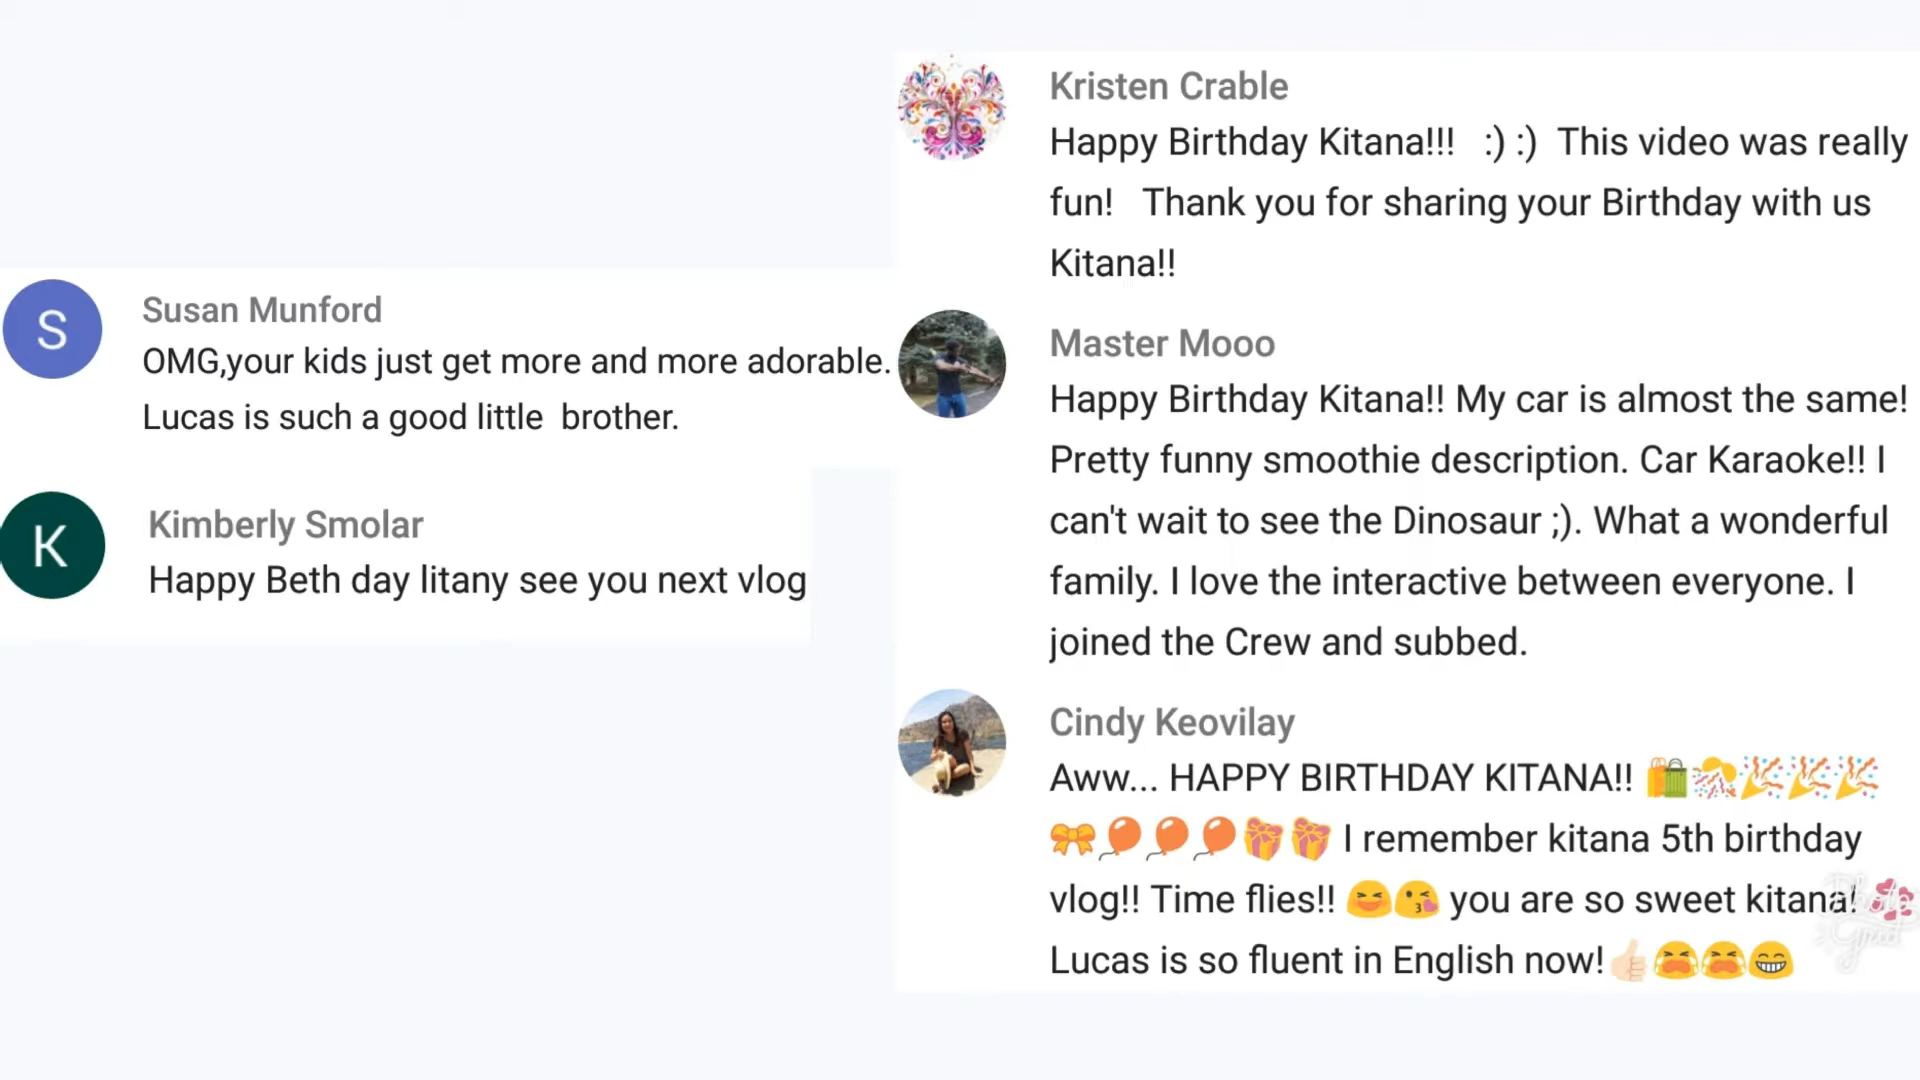 S
Susan Munford
OMG,your kids just get more and more adorable.
Lucas is such a good little  brother.
K
Kimberly Smolar
Happy Beth day litany see you next vlog
Kristen Crable
Happy Birthday Kitana!!!   :) :)  This video was really
fun!   Thank you for sharing your Birthday with us
Kitana!!
Master Mooo
Happy Birthday Kitana!! My car is almost the same!
Pretty funny smoothie description. Car Karaoke!! I
can't wait to see the Dinosaur ;). What a wonderful
family. I love the interactive between everyone. I
joined the Crew and subbed.
Cindy Keovilay
Aww... HAPPY BIRTHDAY KITANA!! 🛍🎊🎉🎉🎉
🎀🎈🎈🎈🎁🎁 I remember kitana 5th birthday
vlog!! Time flies!! 😆😘 you are so sweet kitana! 💞
Lucas is so fluent in English now!👍🏻😭😭😁
Photo
Grid